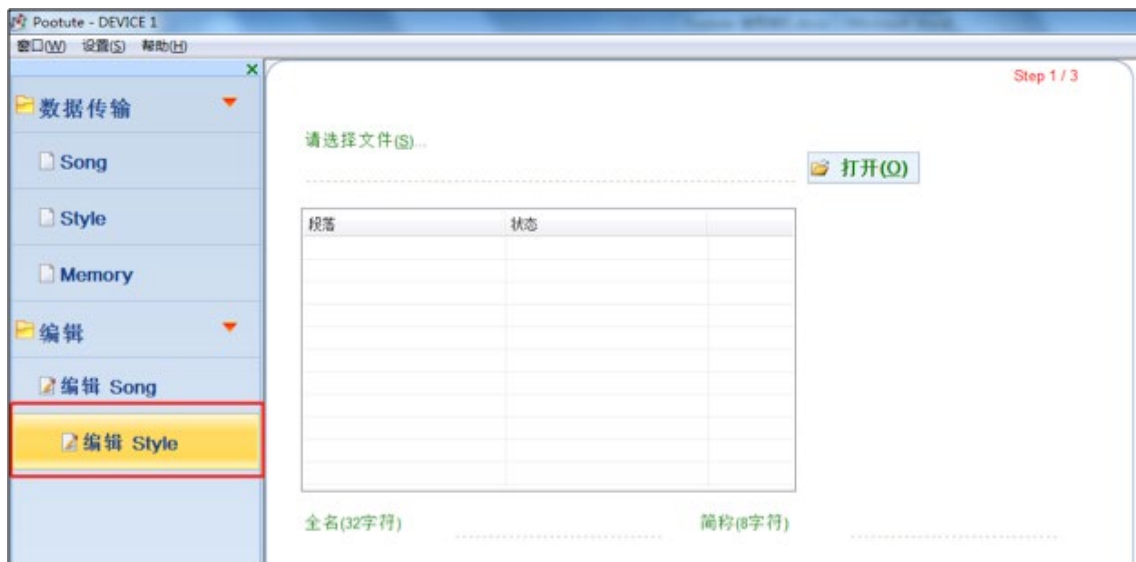 Pootute - DEVICE 1
窗口(W) 设置(S) 帮助(H)
Step 1 / 3
数据传输
请选择文件(S)...
Song
打开(O)
Style
段落 状态
Memory
编辑
编辑 Song
编辑 Style
全名(32字符) 简称(8字符)